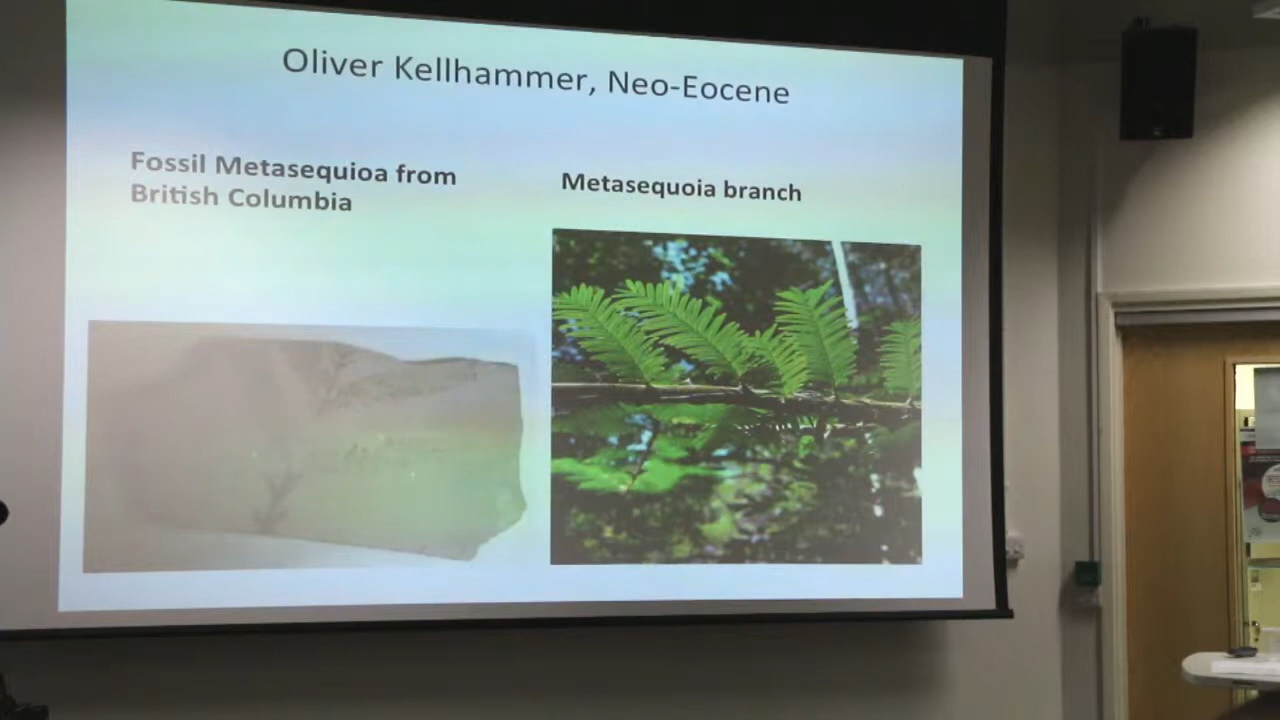 Oliver Kellhammer, Neo-Eocene
Fossil Metasequioa from
British Columbia
Metasequoia branch